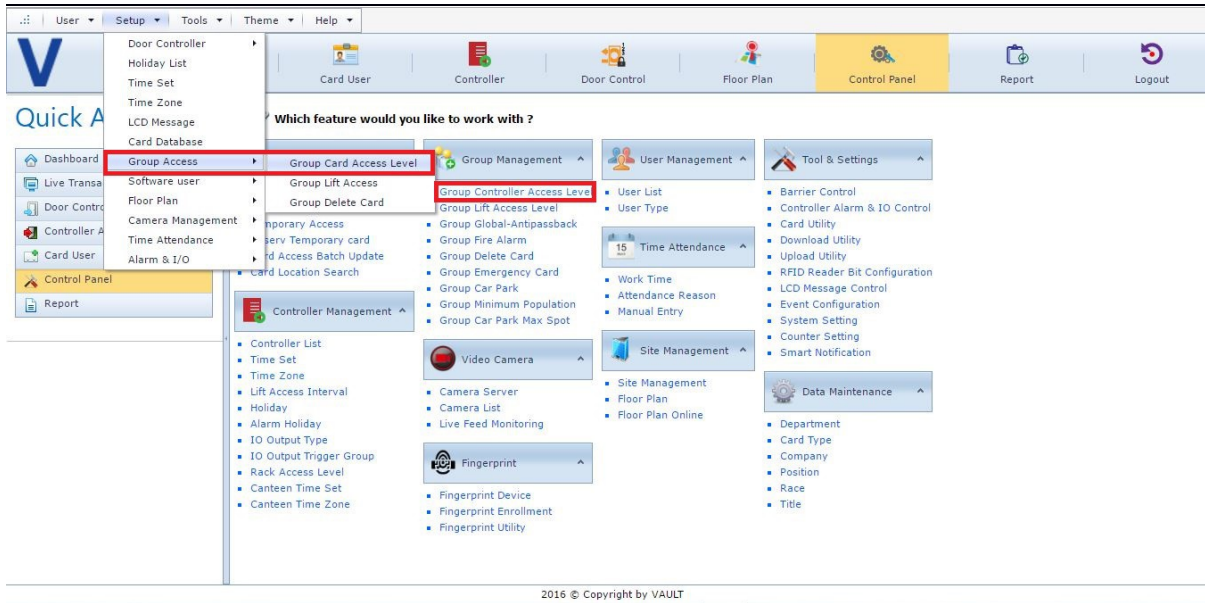 User Setup Tools Theme Help
V
Card User
Controller
Door Control
Floor Plan
Control Panel
Report
Logout
Door Controller
Holiday List
Time Set
Time Zone
LCD Message
Card Database
Group Access
Software user
Floor Plan
Camera Management
Time Attendance
Alarm & I/O
Group Card Access Level
Group Lift Access
Group Delete Card
Quick A
Dashboard
Live Transa
Door Contro
Controller A
Card User
Control Panel
Report
Which feature would you like to work with ?
mporary Access
serv Temporary card
rd Access Batch Update
Card Location Search
Controller Management
Controller List
Time Set
Time Zone
Lift Access Interval
Holiday
Alarm Holiday
IO Output Type
IO Output Trigger Group
Rack Access Level
Canteen Time Set
Canteen Time Zone
Group Management
Group Controller Access Level
Group Lift Access Level
Group Global-Antipassback
Group Fire Alarm
Group Delete Card
Group Emergency Card
Group Car Park
Group Minimum Population
Group Car Park Max Spot
Video Camera
Camera Server
Camera List
Live Feed Monitoring
Fingerprint
Fingerprint Device
Fingerprint Enrollment
Fingerprint Utility
User Management
User List
User Type
15
Time Attendance
Work Time
Attendance Reason
Manual Entry
Site Management
Site Management
Floor Plan
Floor Plan Online
Tool & Settings
Barrier Control
Controller Alarm & IO Control
Card Utility
Download Utility
Upload Utility
RFID Reader Bit Configuration
LCD Message Control
Event Configuration
System Setting
Counter Setting
Smart Notification
Data Maintenance
Department
Card Type
Company
Position
Race
Title
2016 © Copyright by VAULT